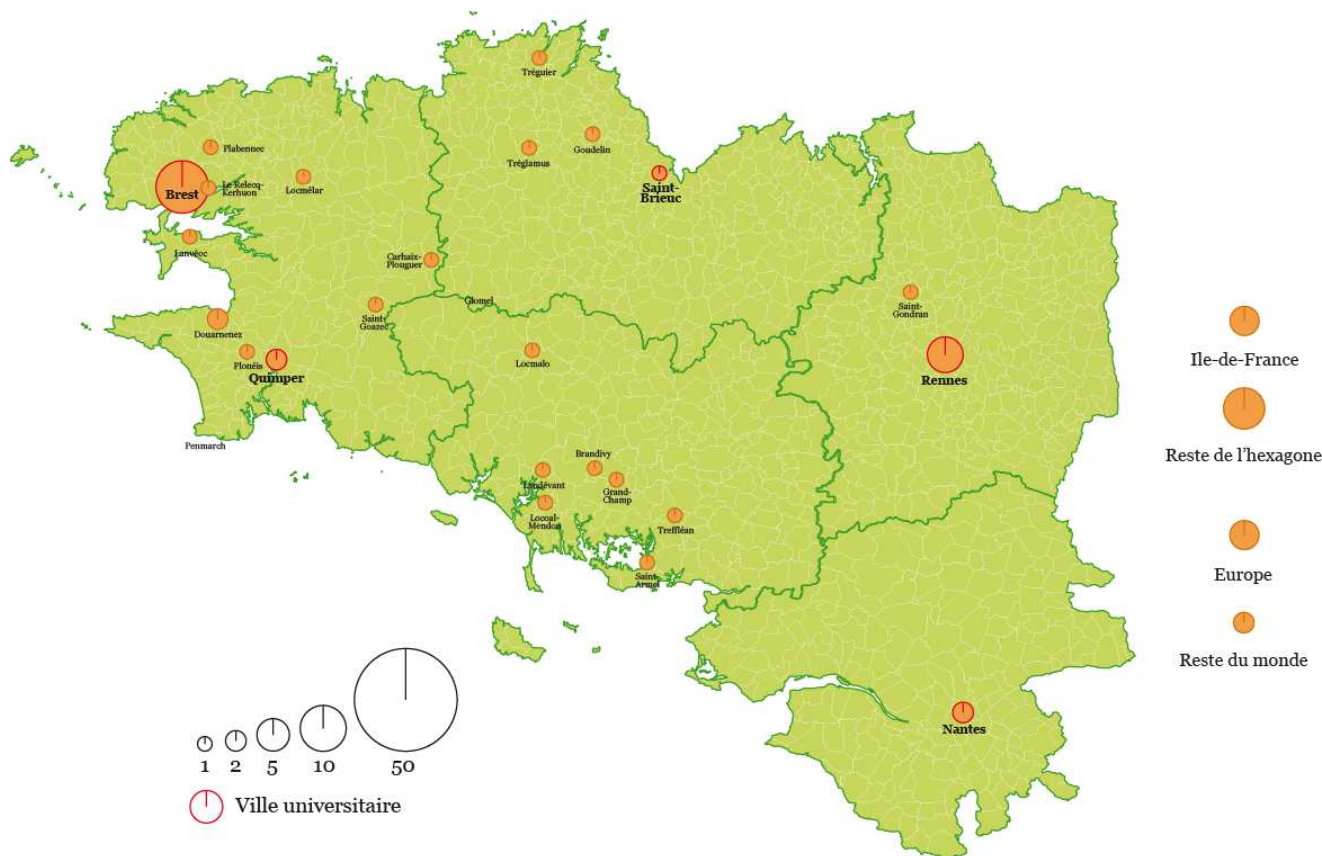 Tréguier
Plabennec
Tréglamus
Goudelin
Le Relecq-
Kerhuon
Brest
Locmélar
Saint-
Brieuc
Lanvéoc
Carhaix-
Plouguer
Glomel
Saint-
Goazec
Saint-
Gondran
Douarnenez
Plonéis
Quimper
Locmalo
Rennes
Penmarch
Brandivy
Landévant
Grand-
Champ
Locoal-
Mendon
Treffléan
Saint-
Armel
Nantes
Ile-de-France
Reste de l'hexagone
Europe
Reste du monde
1 2 5 10 50
Ville universitaire